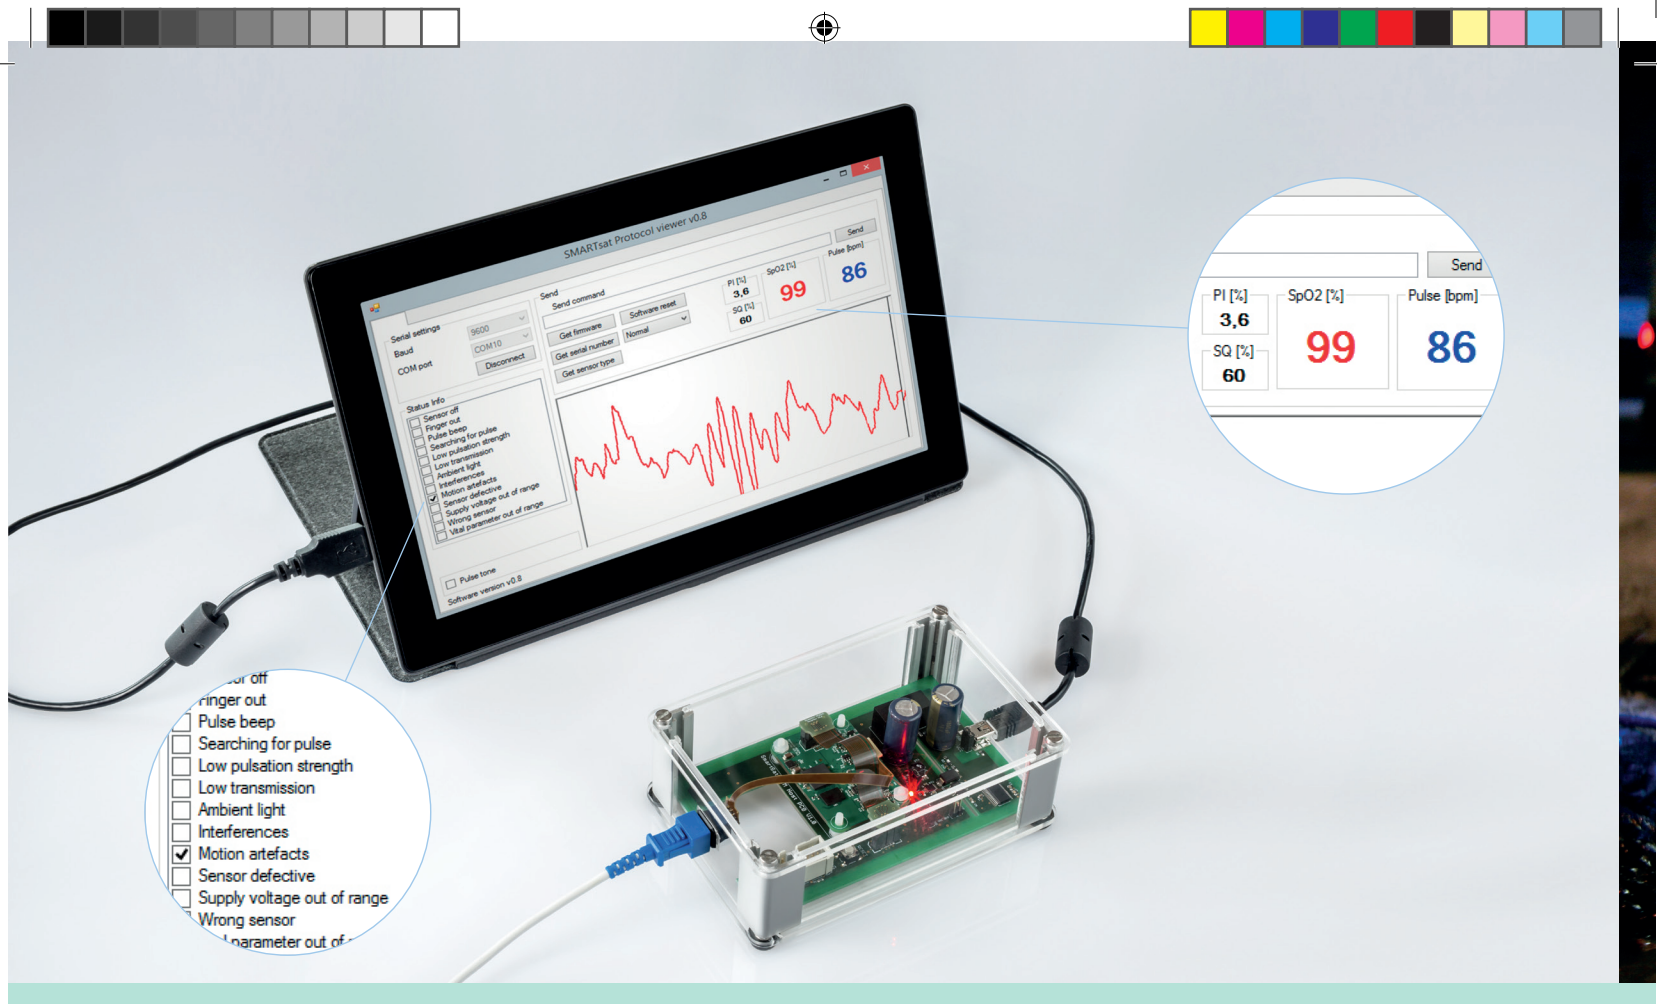 SMARTsat Protocol viewer v0.8
Serial settings
Baud
9600
COM port
COM10
Disconnect
Send
Send command
Send
Get firmware
Software reset
Get serial number
Normal
Get sensor type
PI [%]
3,6
SQ [%]
60
SpO2 [%]
99
Pulse [bpm]
86
Status Info
Sensor off
Finger out
Pulse beep
Searching for pulse
Low pulsation strength
Low transmission
Ambient light
Interferences
Motion artefacts
Sensor defective
Supply voltage out of range
Wrong sensor
Vital parameter out of range
Pulse tone
Software version v0.8
Send
PI [%]
3,6
SQ [%]
60
SpO2 [%]
99
Pulse [bpm]
86
off
Finger out
Pulse beep
Searching for pulse
Low pulsation strength
Low transmission
Ambient light
Interferences
Motion artefacts
Sensor defective
Supply voltage out of range
Wrong sensor
parameter out of